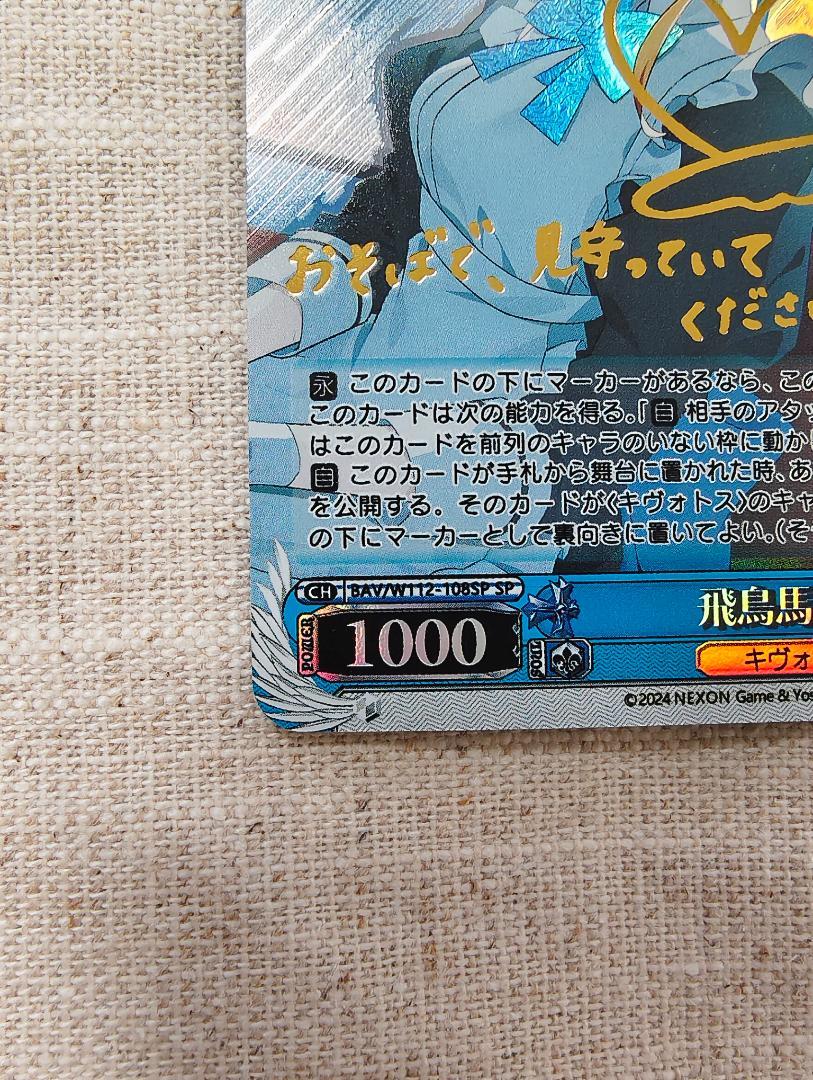 おそばで、見守っていて
くださ
永 このカードの下にマーカーがあるなら、この
このカードは次の能力を得る。「自 相手のアタッ
はこのカードを前列のキャラのいない枠に動か
自 このカードが手札から舞台に置かれた時、あ
を公開する。そのカードが《キヴォトス》のキャ
の下にマーカーとして裏向きに置いてよい。(そ
CH BAV/W112-108SP SP
飛鳥馬
POWER 1000 SOUL
キヴォ
©2024 NEXON Game & Yos